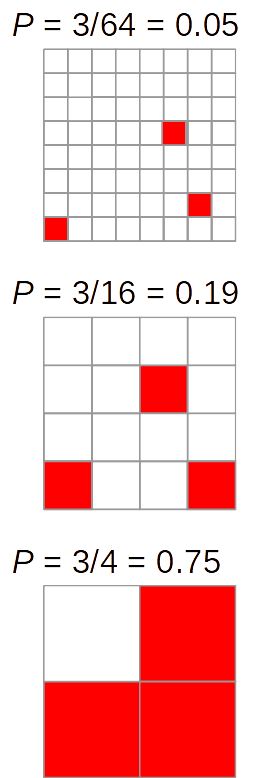 P = 3/64 = 0.05
P = 3/16 = 0.19
P = 3/4 = 0.75